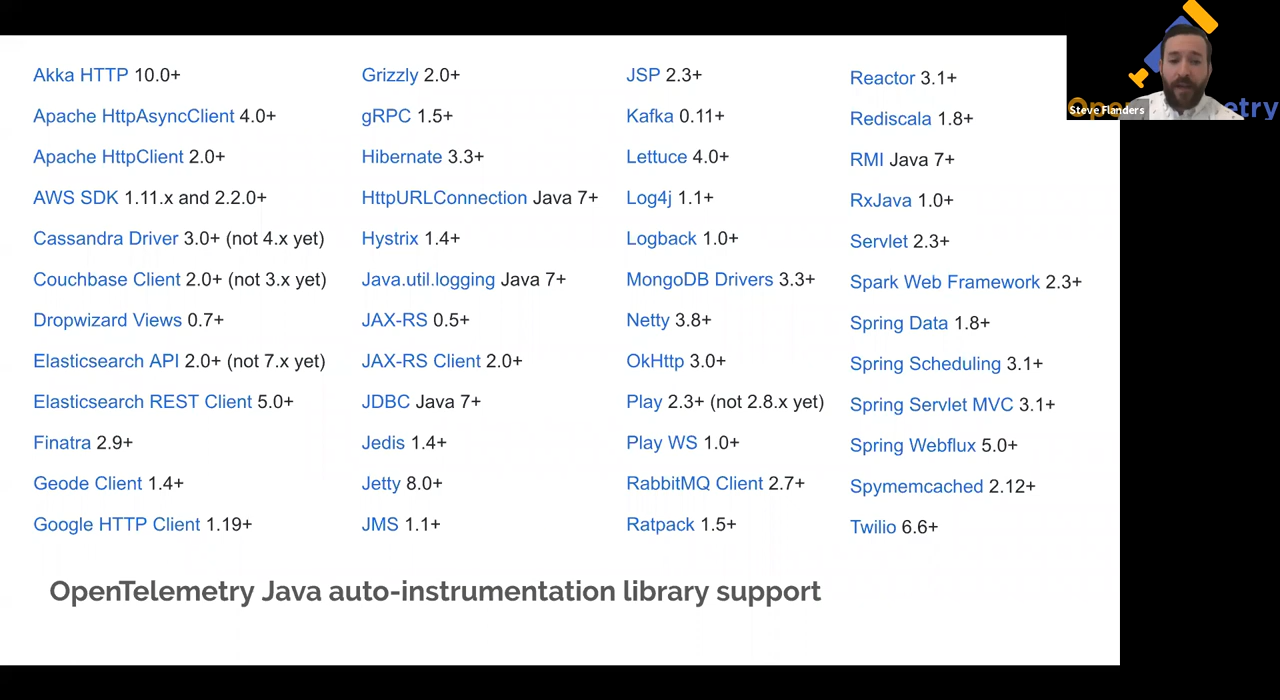 Akka HTTP 10.0+
Apache HttpAsyncClient 4.0+
Apache HttpClient 2.0+
AWS SDK 1.11.x and 2.2.0+
Cassandra Driver 3.0+ (not 4.x yet)
Couchbase Client 2.0+ (not 3.x yet)
Dropwizard Views 0.7+
Elasticsearch API 2.0+ (not 7.x yet)
Elasticsearch REST Client 5.0+
Finatra 2.9+
Geode Client 1.4+
Google HTTP Client 1.19+
Grizzly 2.0+
gRPC 1.5+
Hibernate 3.3+
HttpURLConnection Java 7+
Hystrix 1.4+
Java.util.logging Java 7+
JAX-RS 0.5+
JAX-RS Client 2.0+
JDBC Java 7+
Jedis 1.4+
Jetty 8.0+
JMS 1.1+
JSP 2.3+
Kafka 0.11+
Lettuce 4.0+
Log4j 1.1+
Logback 1.0+
MongoDB Drivers 3.3+
Netty 3.8+
OkHttp 3.0+
Play 2.3+ (not 2.8.x yet)
Play WS 1.0+
RabbitMQ Client 2.7+
Ratpack 1.5+
Reactor 3.1+
Rediscala 1.8+
RMI Java 7+
RxJava 1.0+
Servlet 2.3+
Spark Web Framework 2.3+
Spring Data 1.8+
Spring Scheduling 3.1+
Spring Servlet MVC 3.1+
Spring Webflux 5.0+
Spymemcached 2.12+
Twilio 6.6+
OpenTelemetry Java auto-instrumentation library support
Steve Flanders